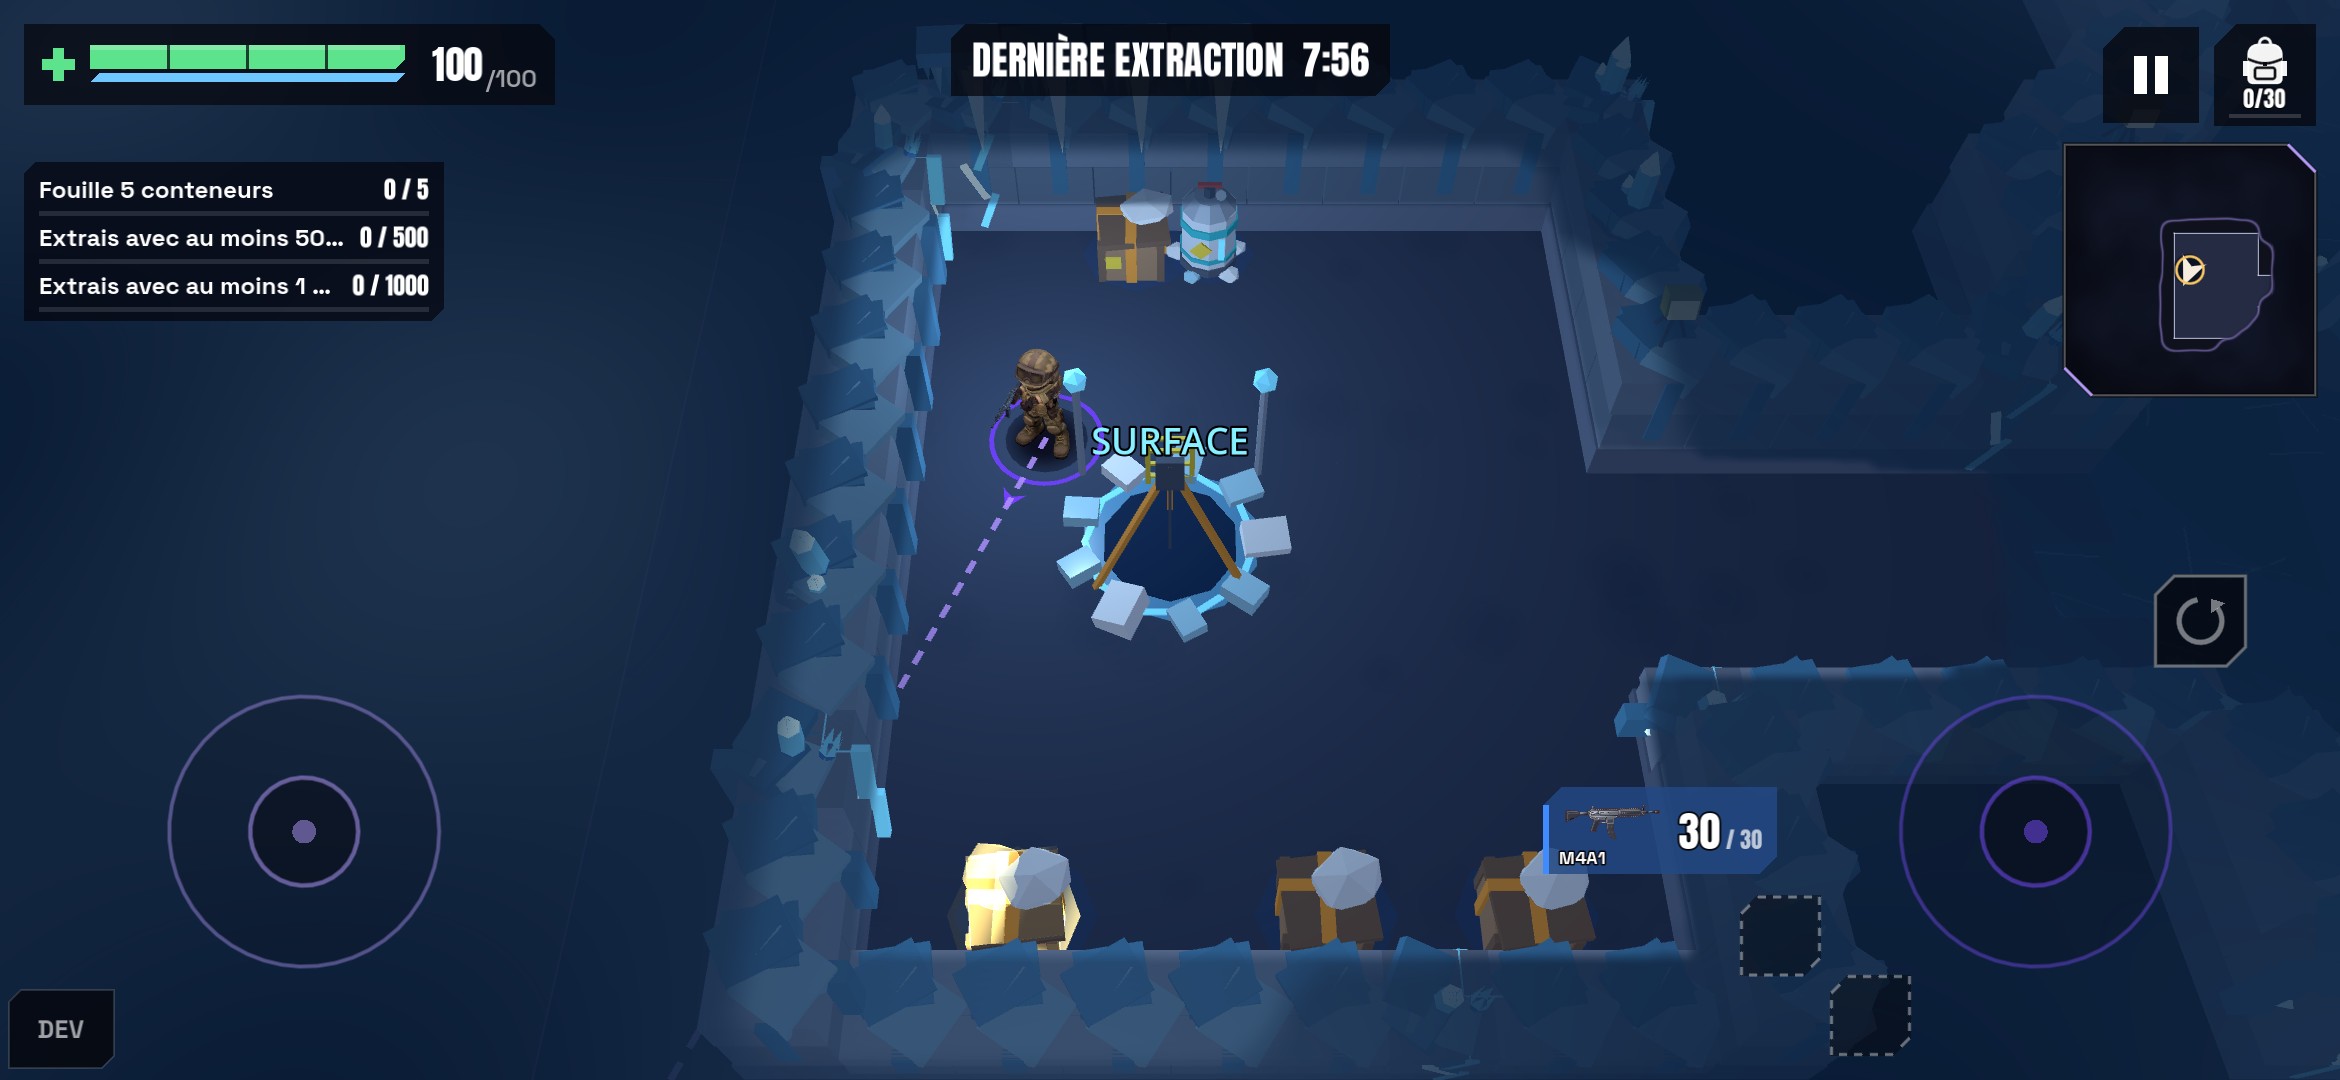 100/100
DERNIÈRE EXTRACTION 7:56
0/30
Fouille 5 conteneurs 0 / 5
Extrais avec au moins 50... 0 / 500
Extrais avec au moins 1 ... 0 / 1000
SURFACE
30 / 30
M4A1
DEV